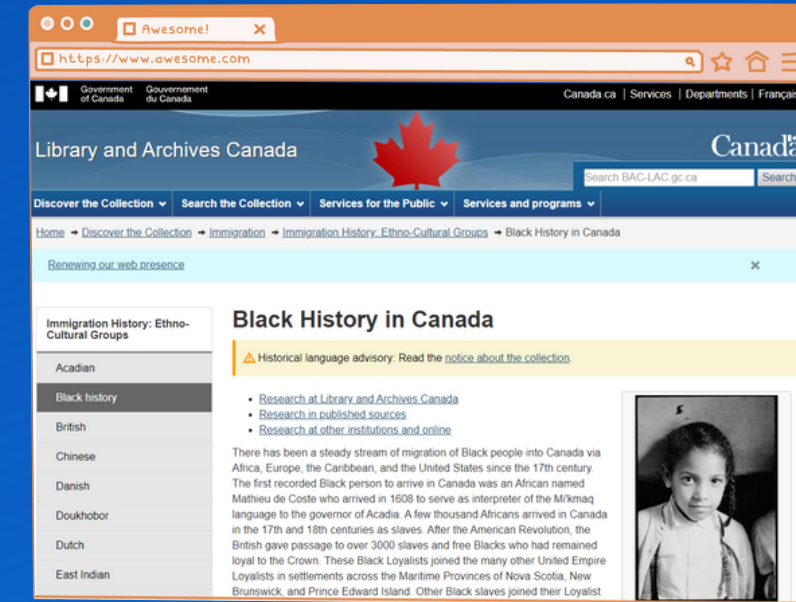 Awesome!
https://www.awesome.com
Government of Canada Gouvernement du Canada
Canada.ca | Services | Departments | Français
Library and Archives Canada
Canada
Search BAC-LAC.gc.ca Search
Discover the Collection Search the Collection Services for the Public Services and programs
Home → Discover the Collection → Immigration → Immigration History: Ethno-Cultural Groups → Black History in Canada
Renewing our web presence
Immigration History: Ethno-
Cultural Groups
Acadian
Black history
British
Chinese
Danish
Doukhobor
Dutch
East Indian
Black History in Canada
Historical language advisory: Read the notice about the collection.
• Research at Library and Archives Canada
• Research in published sources
• Research at other institutions and online
There has been a steady stream of migration of Black people into Canada via
Africa, Europe, the Caribbean, and the United States since the 17th century.
The first recorded Black person to arrive in Canada was an African named
Mathieu de Coste who arrived in 1608 to serve as interpreter of the Mi'kmaq
language to the governor of Acadia. A few thousand Africans arrived in Canada
in the 17th and 18th centuries as slaves. After the American Revolution, the
British gave passage to over 3000 slaves and free Blacks who had remained
loyal to the Crown. These Black Loyalists joined the many other United Empire
Loyalists in settlements across the Maritime Provinces of Nova Scotia, New
Brunswick, and Prince Edward Island. Other Black slaves joined their Loyalist